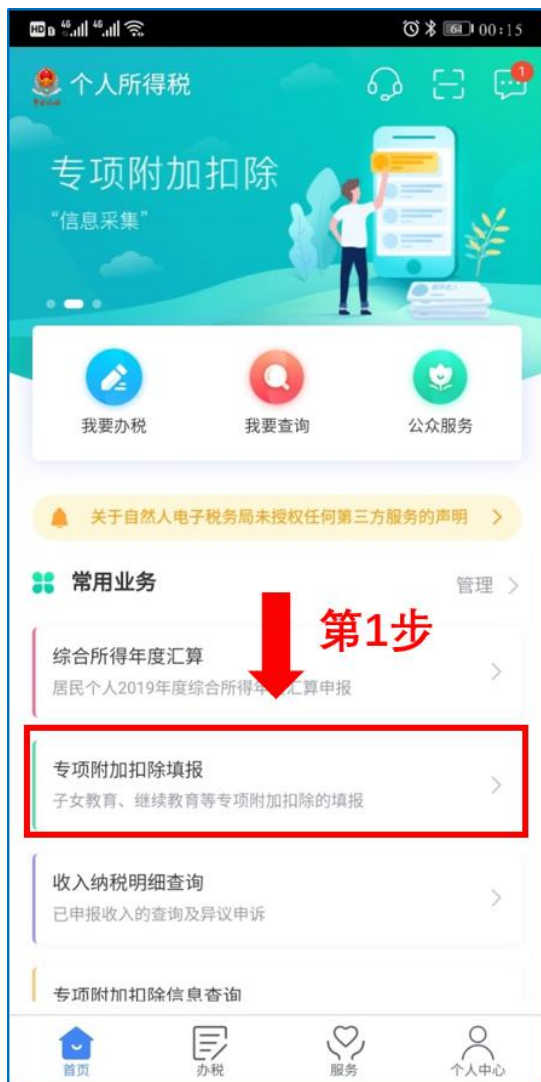 HD 46 46 64 00:15
个人所得税
1
专项附加扣除
“信息采集”
我要办税 我要查询 公众服务
关于自然人电子税务局未授权任何第三方服务的声明
常用业务
管理
第1步
综合所得年度汇算
居民个人2019年度综合所得年度汇算申报
专项附加扣除填报
子女教育、继续教育等专项附加扣除的填报
收入纳税明细查询
已申报收入的查询及异议申诉
专项附加扣除信息查询
首页 办税 服务 个人中心